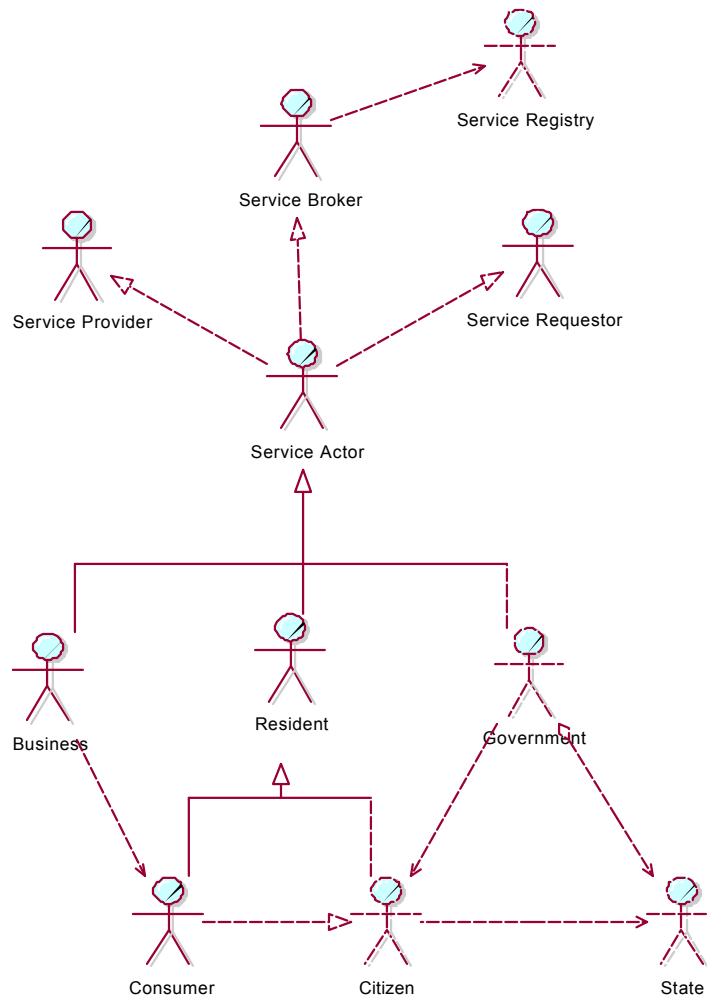 Service Registry
Service Broker
Service Provider
Service Requestor
Service Actor
Resident
Business
Government
Consumer
Citizen
State